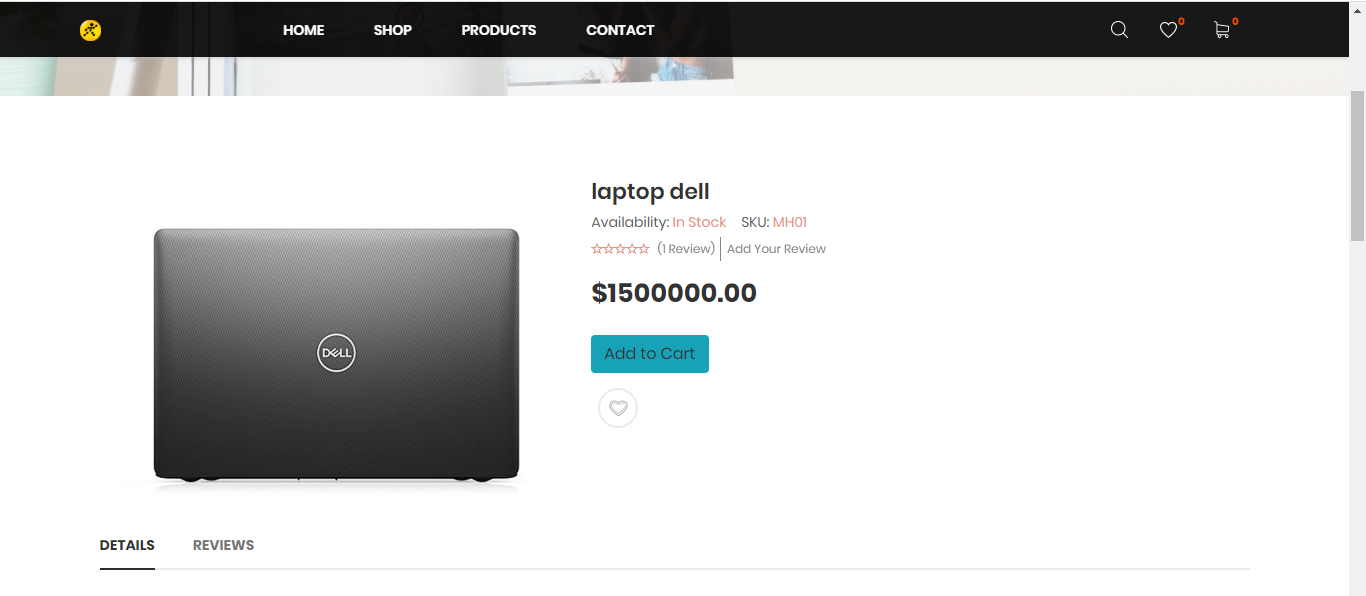 HOME SHOP PRODUCTS CONTACT 0 0
laptop dell
Availability: In Stock SKU: MH01
(1 Review) Add Your Review
$1500000.00
Add to Cart
DELL
DETAILS REVIEWS